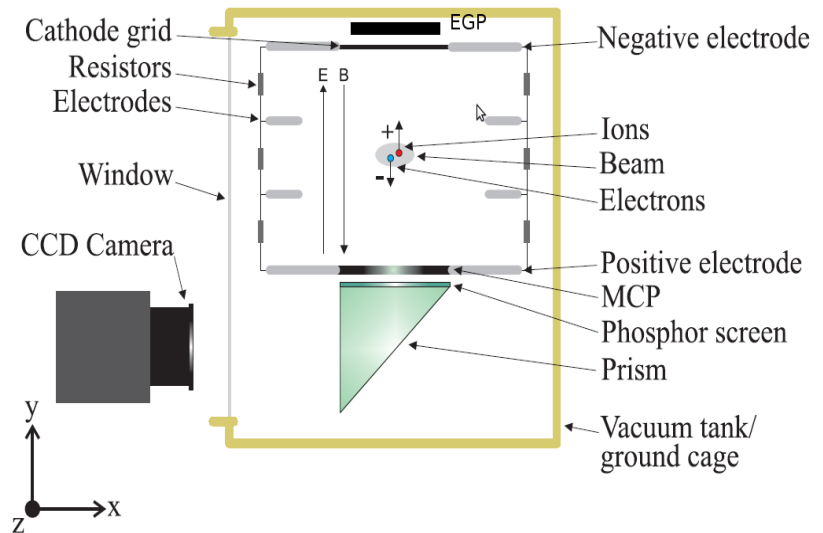 EGP
Cathode grid
Negative electrode
Resistors
E B
Electrodes
+
Ions
Beam
Window
-
Electrons
CCD Camera
Positive electrode
MCP
Phosphor screen
Prism
y
Vacuum tank/
ground cage
x
z